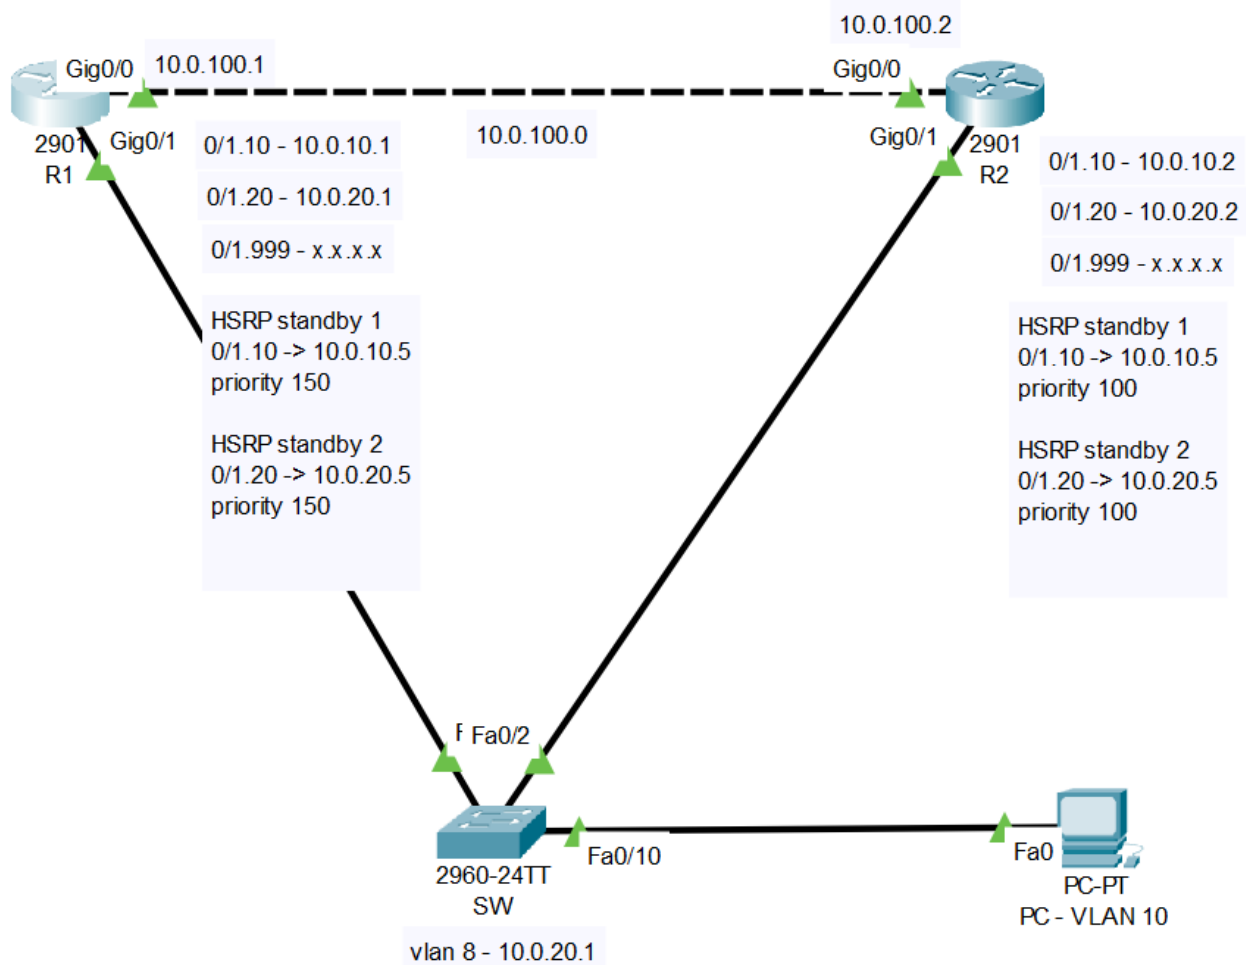 10.0.100.2
Gig0/0
10.0.100.1
Gig0/0
10.0.100.0
Gig0/1
2901
R1
0/1.10 - 10.0.10.1
0/1.20 - 10.0.20.1
0/1.999 - x.x.x.x
HSRP standby 1
0/1.10 -> 10.0.10.5
priority 150
HSRP standby 2
0/1.20 -> 10.0.20.5
priority 150
Gig0/1
2901
R2
0/1.10 - 10.0.10.2
0/1.20 - 10.0.20.2
0/1.999 - x.x.x.x
HSRP standby 1
0/1.10 -> 10.0.10.5
priority 100
HSRP standby 2
0/1.20 -> 10.0.20.5
priority 100
Fa0/2
Fa0/10
2960-24TT
SW
vlan 8 - 10.0.20.1
Fa0
PC-PT
PC - VLAN 10